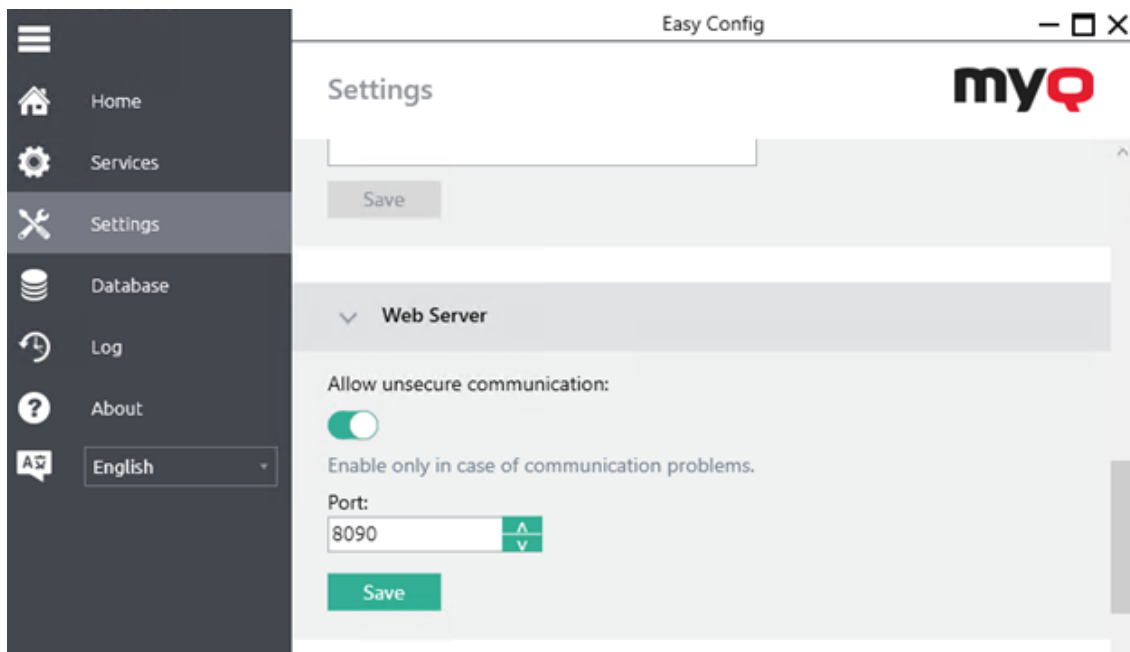 Easy Config
Home
Services
Settings
Database
Log
About
English
Settings
myQ
Save
Web Server
Allow unsecure communication:
Enable only in case of communication problems.
Port:
8090
Save